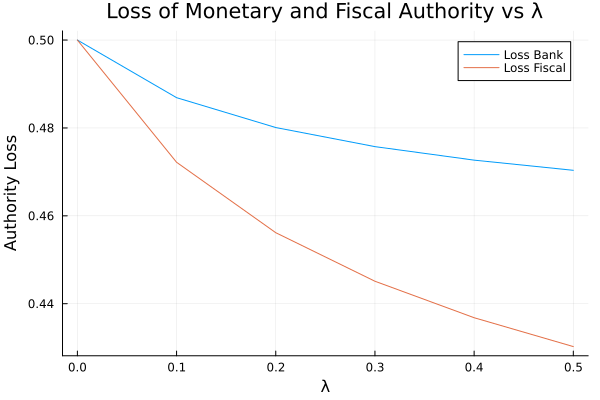 Loss of Monetary and Fiscal Authority vs λ
Loss Bank
Loss Fiscal
Authority Loss
0.50
0.48
0.46
0.44
0.0 0.1 0.2 0.3 0.4 0.5
λ